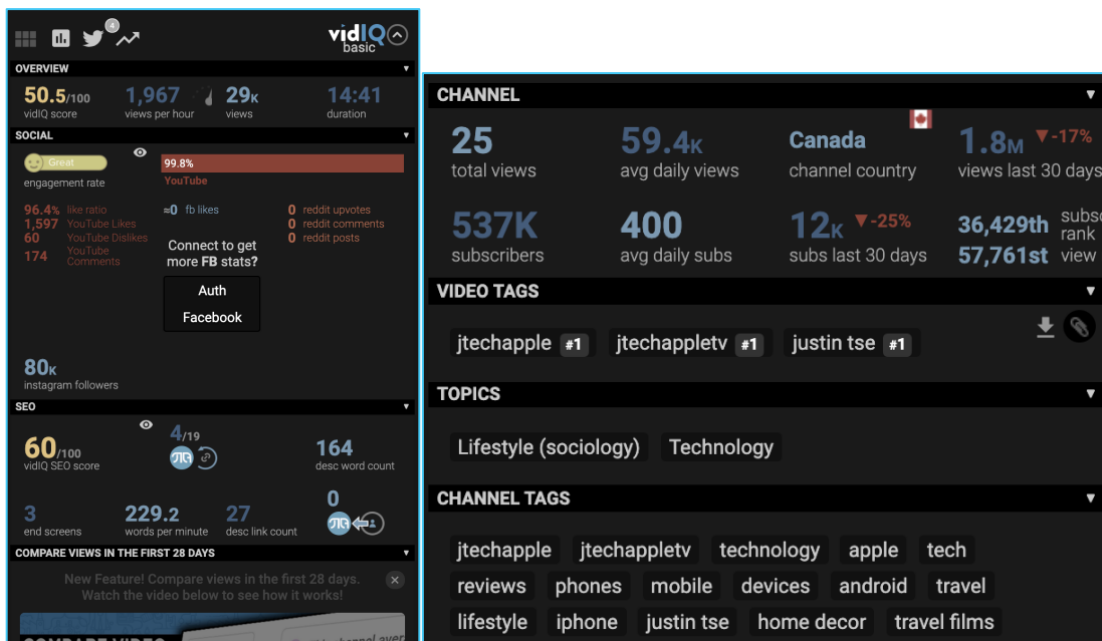 4
vidIQ
basic
OVERVIEW
50.5/100 1,967 29K 14:41
vidIQ score views per hour views duration
SOCIAL
Great 99.8%
engagement rate YouTube
96.4% like ratio ≈0 fb likes 0 reddit upvotes
1,597 YouTube Likes 0 reddit comments
60 YouTube Dislikes 0 reddit posts
174 YouTube
Comments
Connect to get
more FB stats?
Auth
Facebook
80K
instagram followers
SEO
60/100 4/19 164
vidIQ SEO score desc word count
3 229.2 27 0
end screens words per minute desc link count
COMPARE VIEWS IN THE FIRST 28 DAYS
New Feature! Compare views in the first 28 days.
Watch the video below to see how it works!
COMPARE VIDEO
CHANNEL
25 59.4K Canada 1.8M -17%
total views avg daily views channel country views last 30 days
537K 400 12K -25% 36,429th subsc
rank
subscribers avg daily subs subs last 30 days 57,761st view
VIDEO TAGS
jtechapple #1 jtechappletv #1 justin tse #1
TOPICS
Lifestyle (sociology) Technology
CHANNEL TAGS
jtechapple jtechappletv technology apple tech
reviews phones mobile devices android travel
lifestyle iphone justin tse home decor travel films